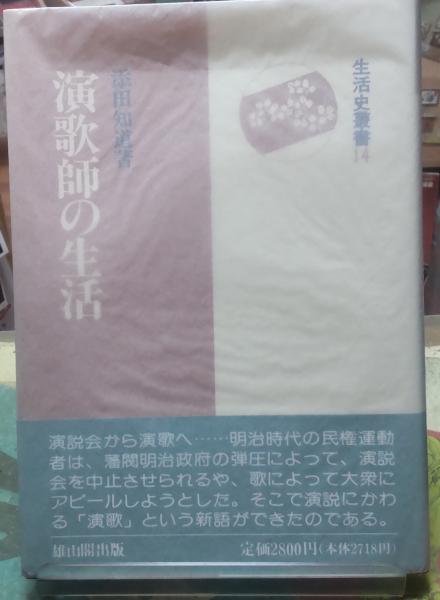 生活史叢書14
添田知道著
演歌師の生活
演説会から演歌へ……明治時代の民権運動
者は、藩閥明治政府の弾圧によって、演説
会を中止させられるや、歌によって大衆に
アピールしようとした。そこで演説にかわ
る「演歌」という新語ができたのである。
雄山閣出版
定価2800円(本体2718円)